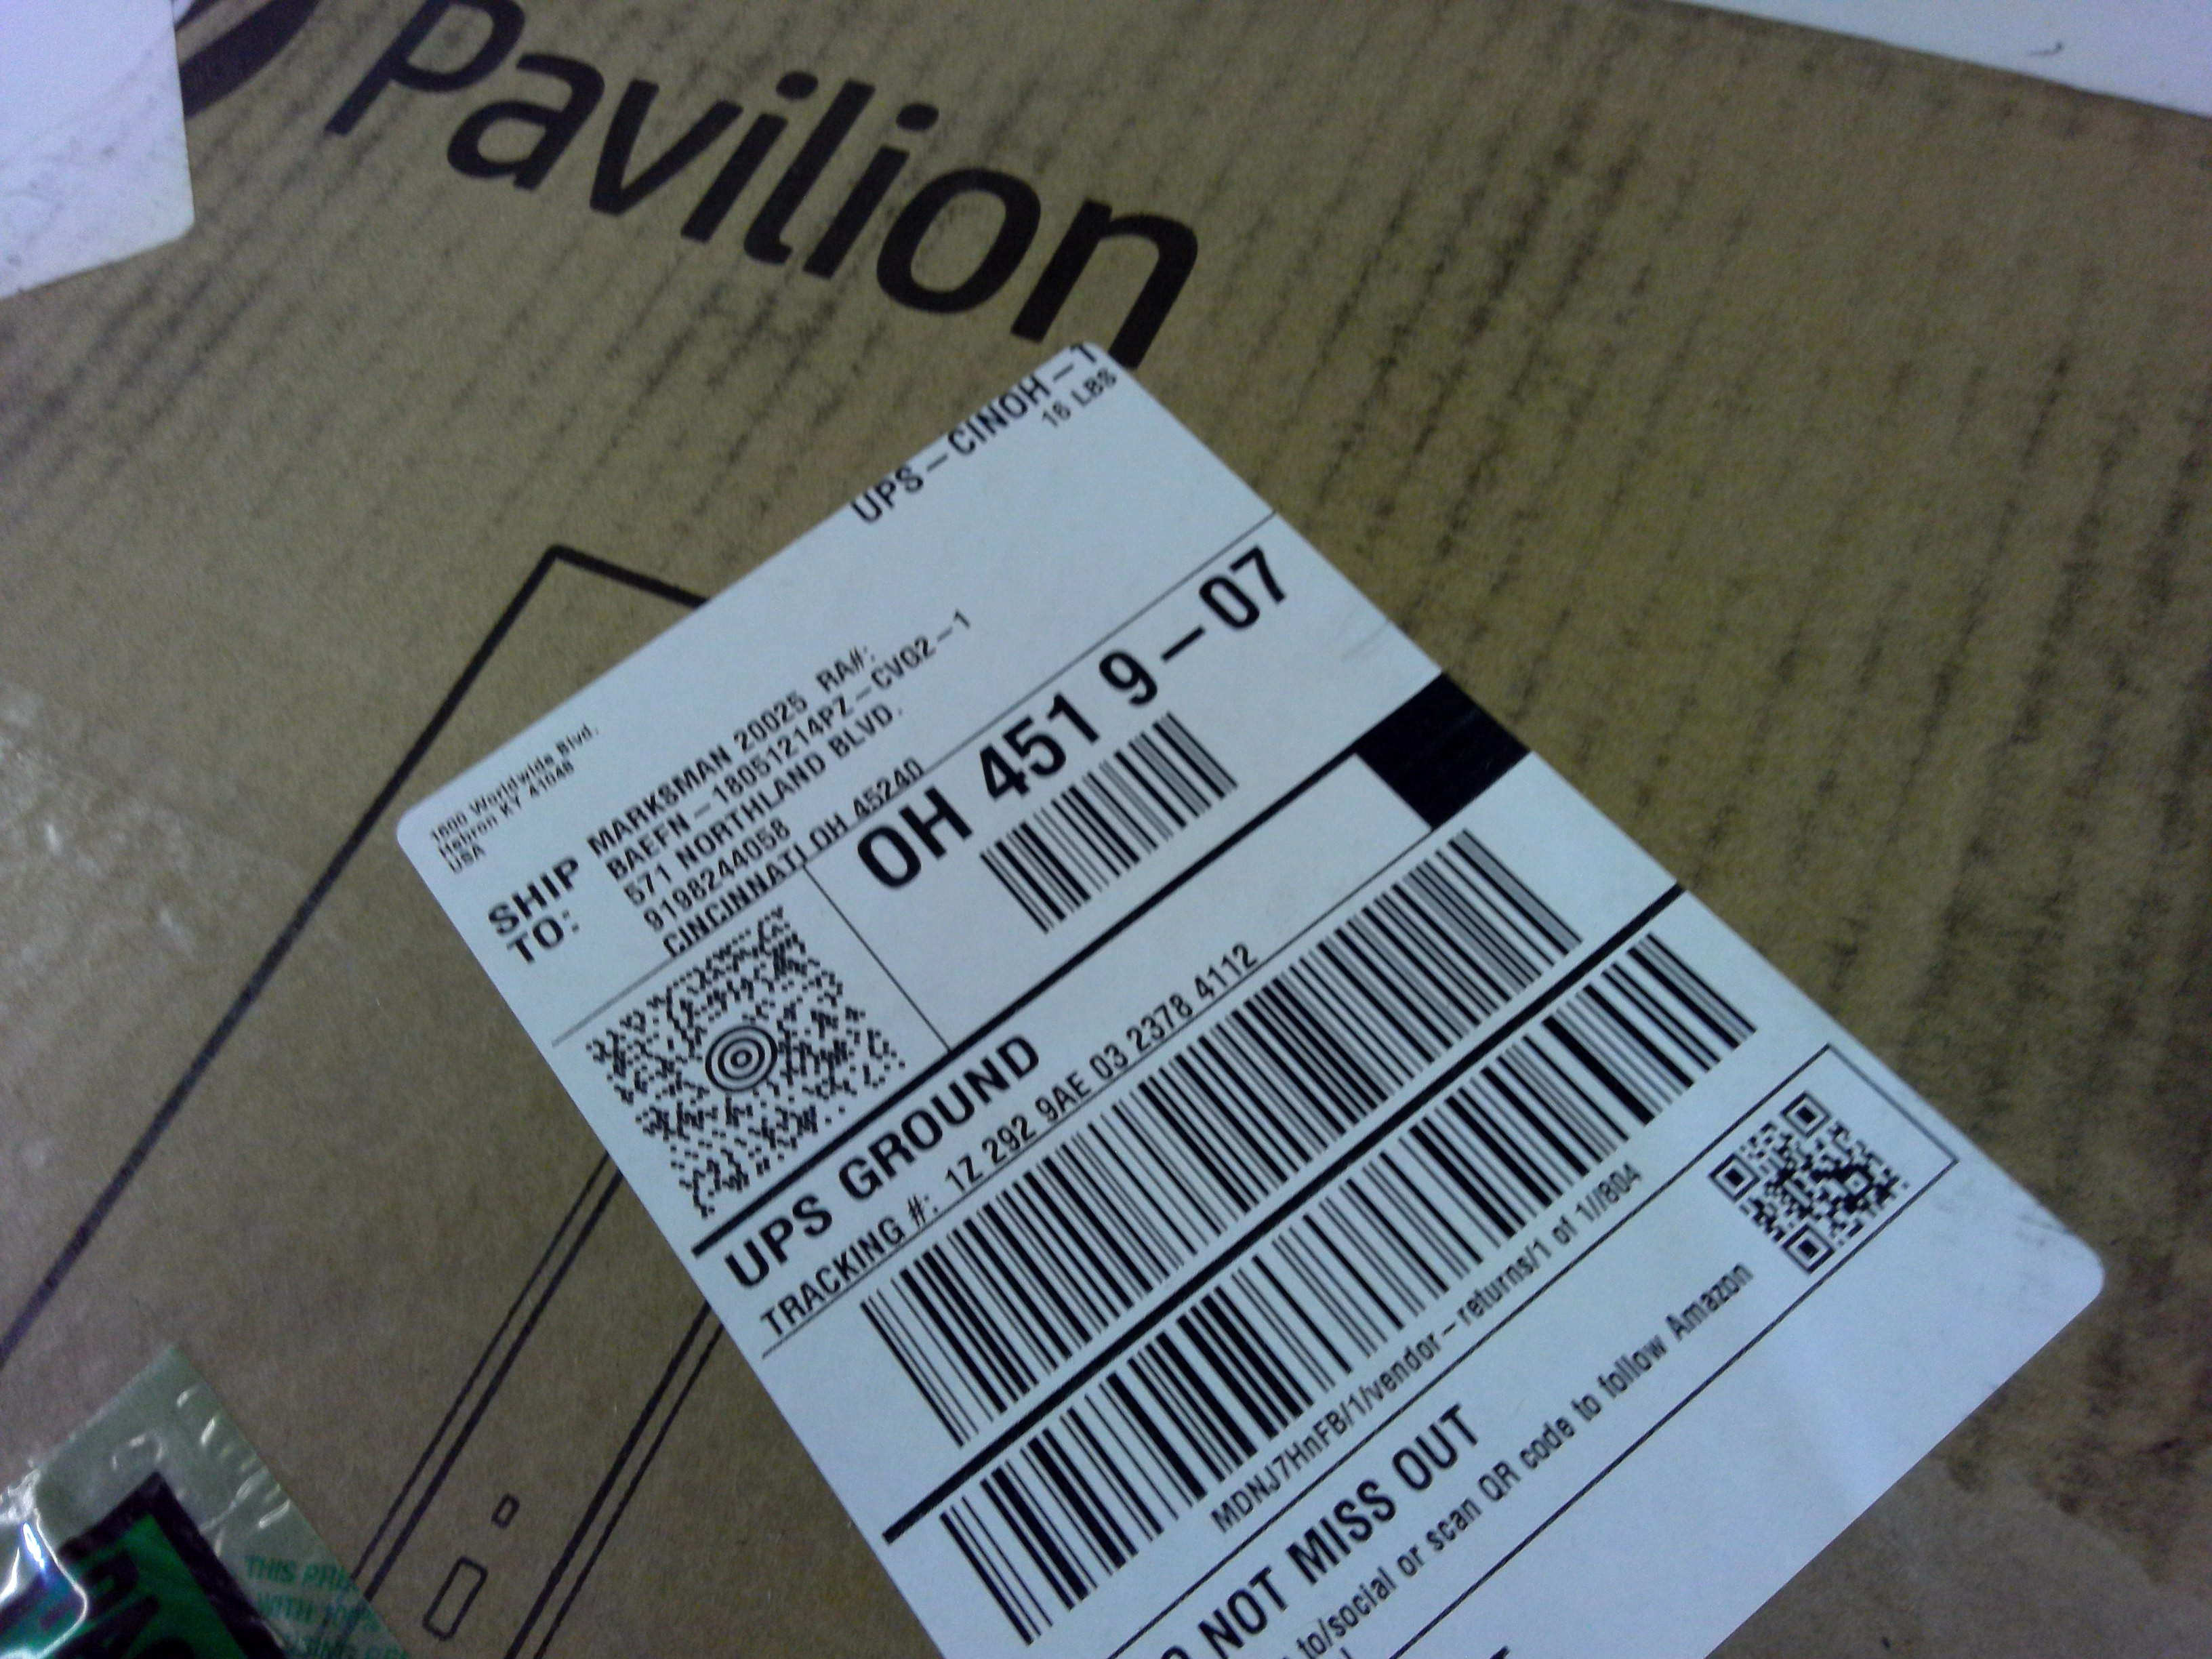 Pavilion
UPS-CINOH-1
16 LBS
1600 Worldwide Blvd.
Hebron KY 41048
USA
SHIP
TO:
MARKSMAN 20025 RA#:
BAEFN-18051214PZ-CVG2-1
571 NORTHLAND BLVD.
9198244058
CINCINNATI OH 45240
OH 451 9-07
UPS GROUND
TRACKING #: 1Z 292 9AE 03 2378 4112
MDNJ7HnFB/1/vendor-returns/1 of 1//804
NOT MISS OUT
to/social or scan QR code to follow Amazon
THIS
WITH